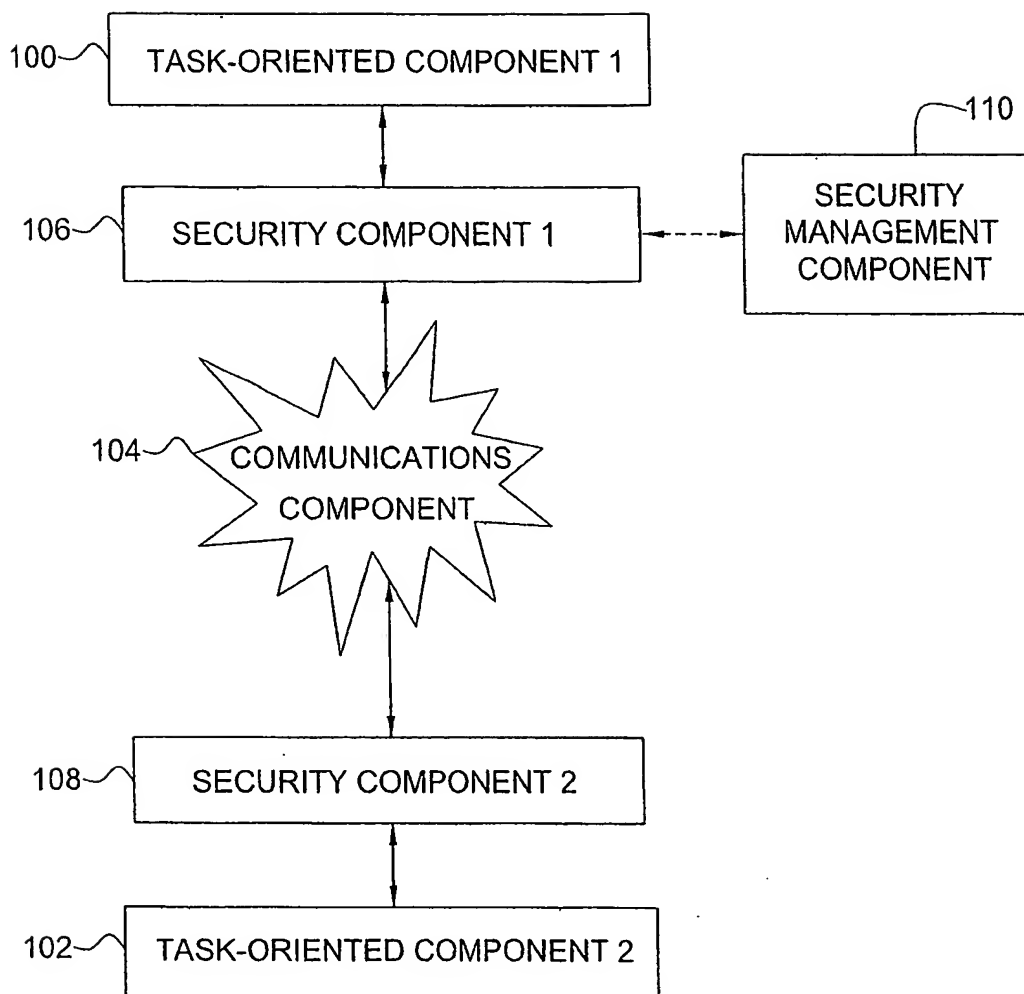 100
TASK-ORIENTED COMPONENT 1
110
106
SECURITY COMPONENT 1
SECURITY
MANAGEMENT
COMPONENT
104
COMMUNICATIONS
COMPONENT
108
SECURITY COMPONENT 2
102
TASK-ORIENTED COMPONENT 2